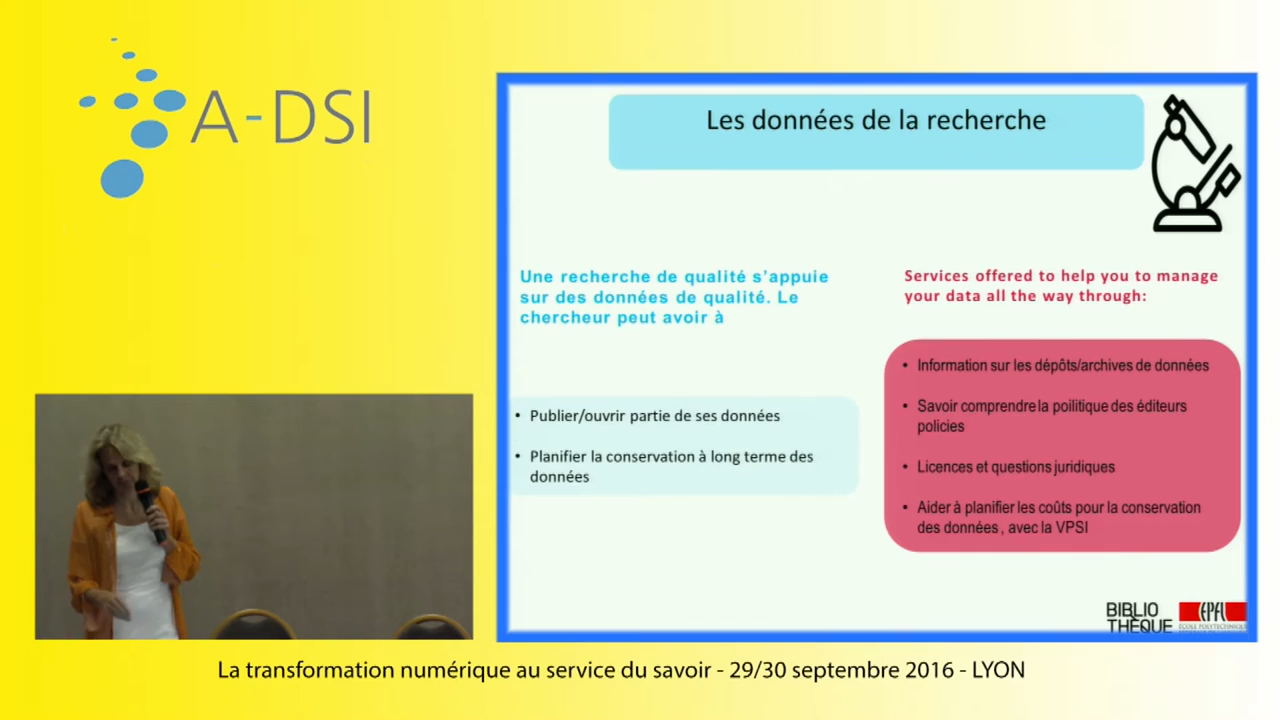 A-DSI
Les données de la recherche
Une recherche de qualité s'appuie
sur des données de qualité. Le
chercheur peut avoir à
Services offered to help you to manage
your data all the way through:
• Publier/ouvrir partie de ses données
• Planifier la conservation à long terme des
données
• Information sur les dépôts/archives de données
• Savoir comprendre la poilitique des éditeurs
policies
• Licences et questions juridiques
• Aider à planifier les coûts pour la conservation
des données , avec la VPSI
BIBLIO
THÈQUE
EPFL
ÉCOLE POLYTECHNIQUE
La transformation numérique au service du savoir - 29/30 septembre 2016 - LYON